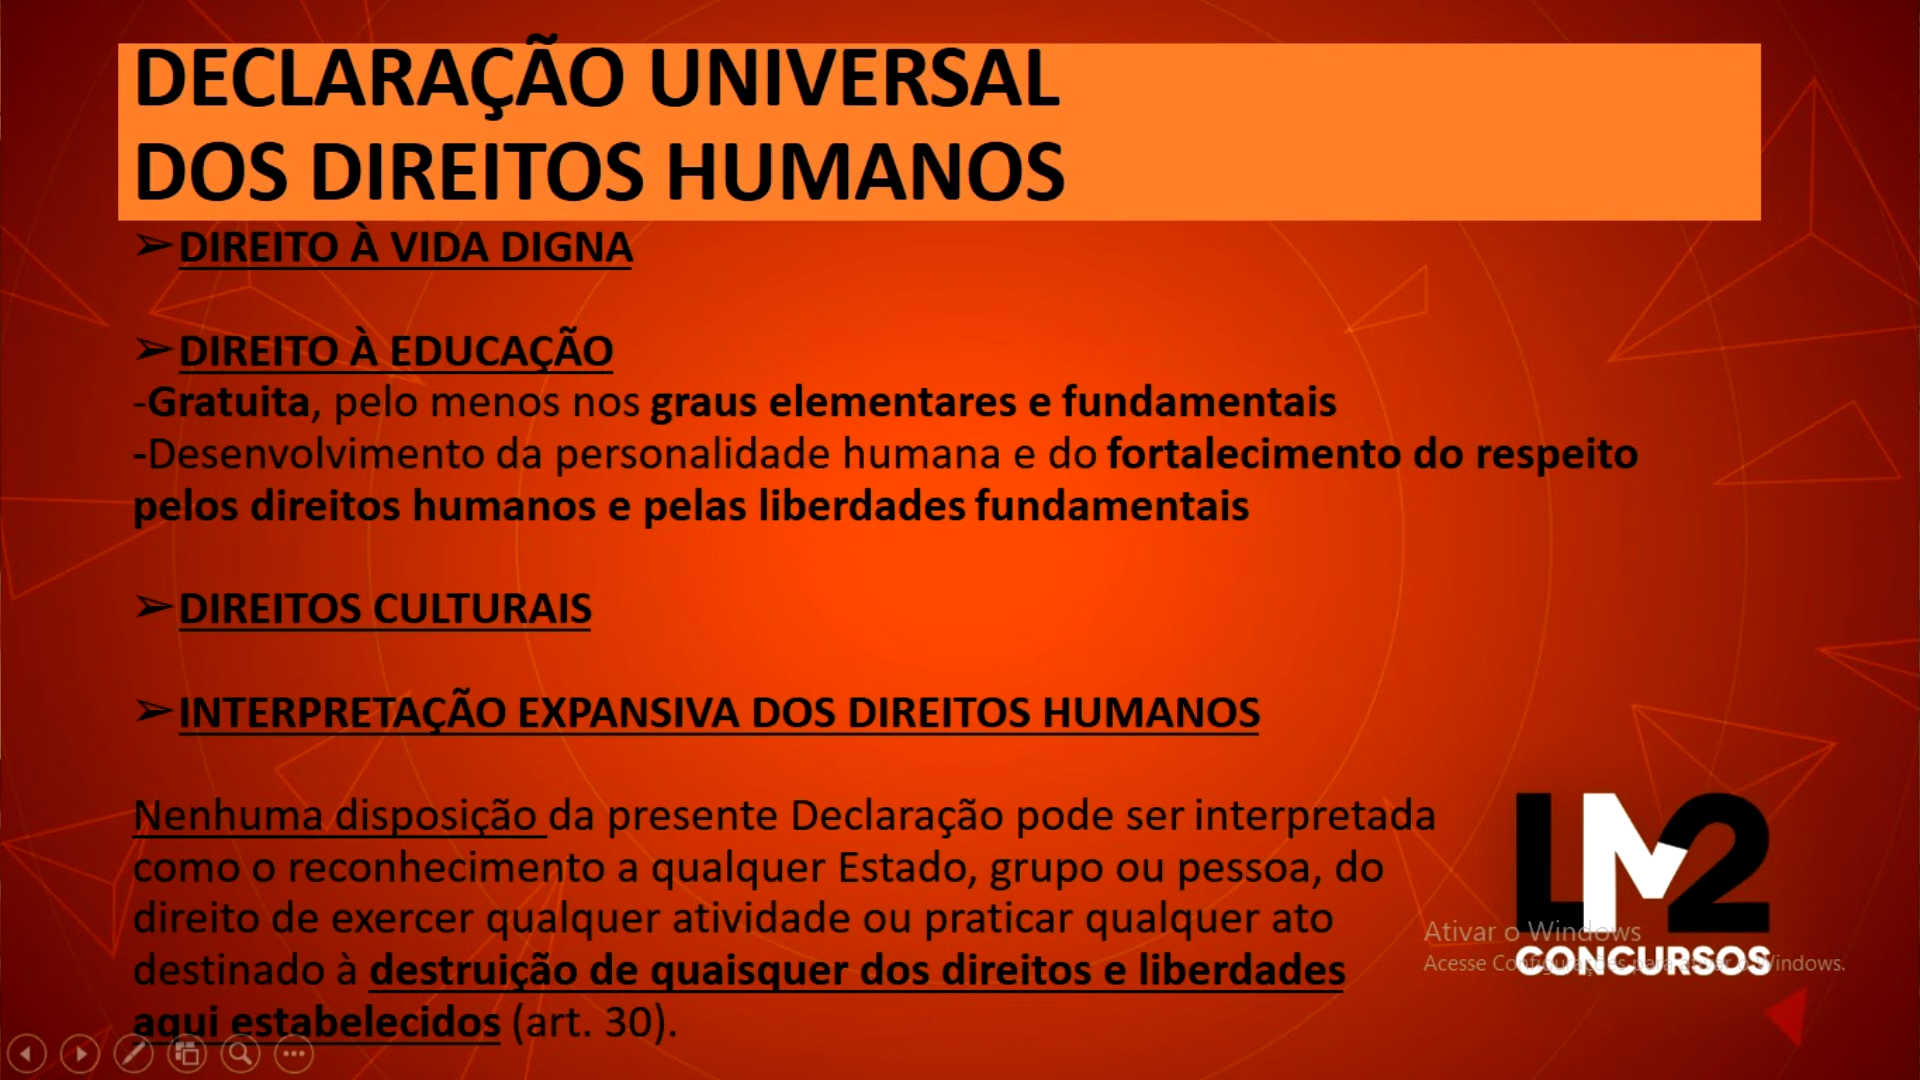 DECLARAÇÃO UNIVERSAL
DOS DIREITOS HUMANOS
➢DIREITO À VIDA DIGNA
➢DIREITO À EDUCAÇÃO
-Gratuita, pelo menos nos graus elementares e fundamentais
-Desenvolvimento da personalidade humana e do fortalecimento do respeito
pelos direitos humanos e pelas liberdades fundamentais
➢DIREITOS CULTURAIS
➢INTERPRETAÇÃO EXPANSIVA DOS DIREITOS HUMANOS
Nenhuma disposição da presente Declaração pode ser interpretada
como o reconhecimento a qualquer Estado, grupo ou pessoa, do
direito de exercer qualquer atividade ou praticar qualquer ato
destinado à destruição de quaisquer dos direitos e liberdades
aqui estabelecidos (art. 30).
LM2
CONCURSOS
Ativar o Windows
Acesse Windows.